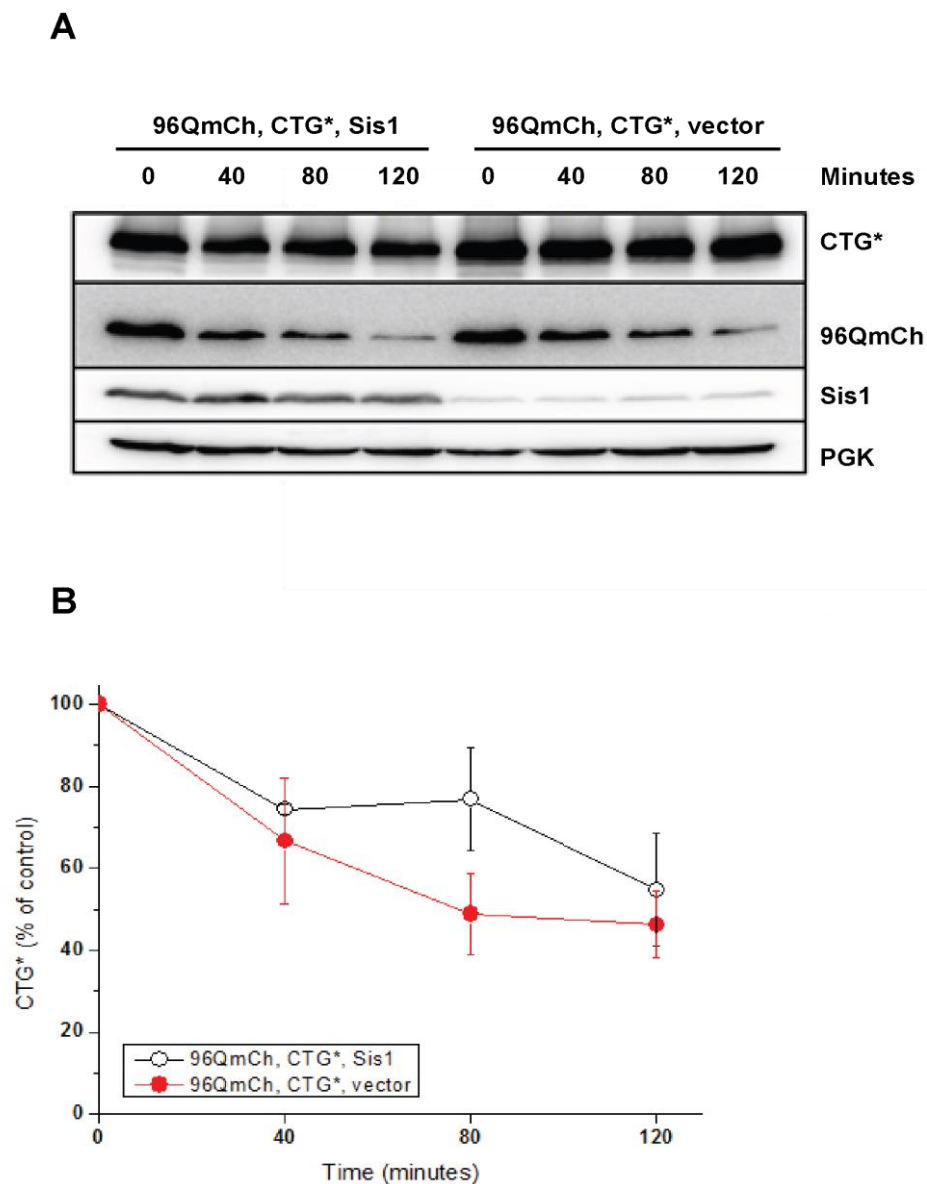 A
96QmCh, CTG*, Sis1 96QmCh, CTG*, vector
0 40 80 120 0 40 80 120 Minutes
CTG*
96QmCh
Sis1
PGK
B
100
80
60
40
20
0
CTG* (% of control)
96QmCh, CTG*, Sis1
96QmCh, CTG*, vector
0 40 80 120
Time (minutes)